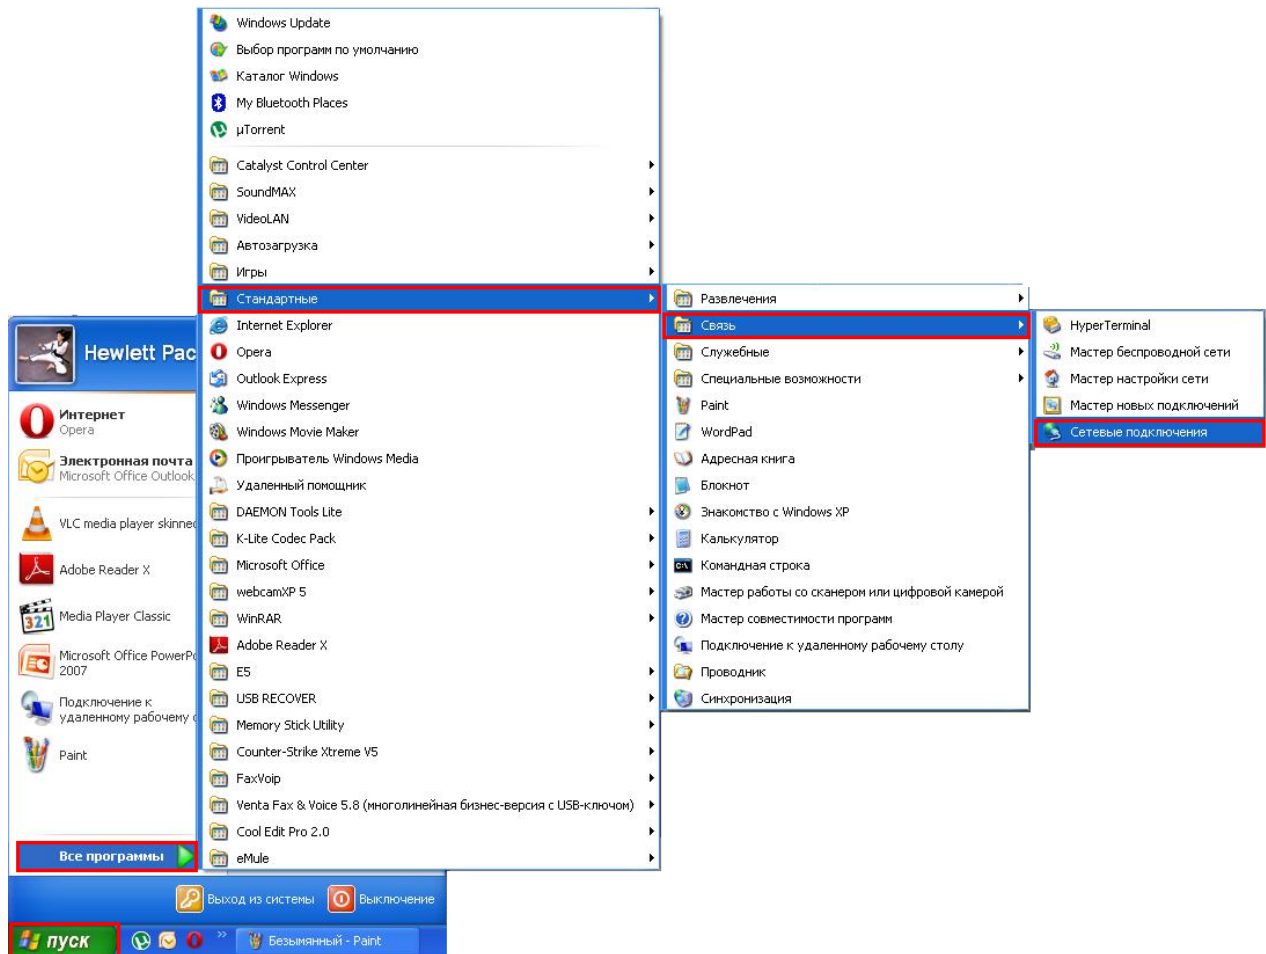 Windows Update
Выбор программ по умолчанию
Каталог Windows
My Bluetooth Places
µTorrent
Catalyst Control Center
SoundMAX
VideoLAN
Автозагрузка
Игры
Стандартные
Internet Explorer
Opera
Outlook Express
Windows Messenger
Windows Movie Maker
Проигрыватель Windows Media
Удаленный помощник
DAEMON Tools Lite
K-Lite Codec Pack
Microsoft Office
webcamXP 5
WinRAR
Adobe Reader X
E5
USB RECOVER
Memory Stick Utility
Counter-Strike Xtreme V5
FaxVoip
Venta Fax & Voice 5.8 (многолинейная бизнес-версия с USB-ключом)
Cool Edit Pro 2.0
eMule
Развлечения
Связь
Служебные
Специальные возможности
Paint
WordPad
Адресная книга
Блокнот
Знакомство с Windows XP
Калькулятор
Командная строка
Мастер работы со сканером или цифровой камерой
Мастер совместимости программ
Подключение к удаленному рабочему столу
Проводник
Синхронизация
HyperTerminal
Мастер беспроводной сети
Мастер настройки сети
Мастер новых подключений
Сетевые подключения
Hewlett Pac
Интернет
Opera
Электронная почта
Microsoft Office Outlook
VLC media player skinned
Adobe Reader X
Media Player Classic
Microsoft Office PowerPo
2007
Подключение к
удаленному рабочему с
Paint
Все программы
Выход из системы
Выключение
пуск
Безымянный - Paint